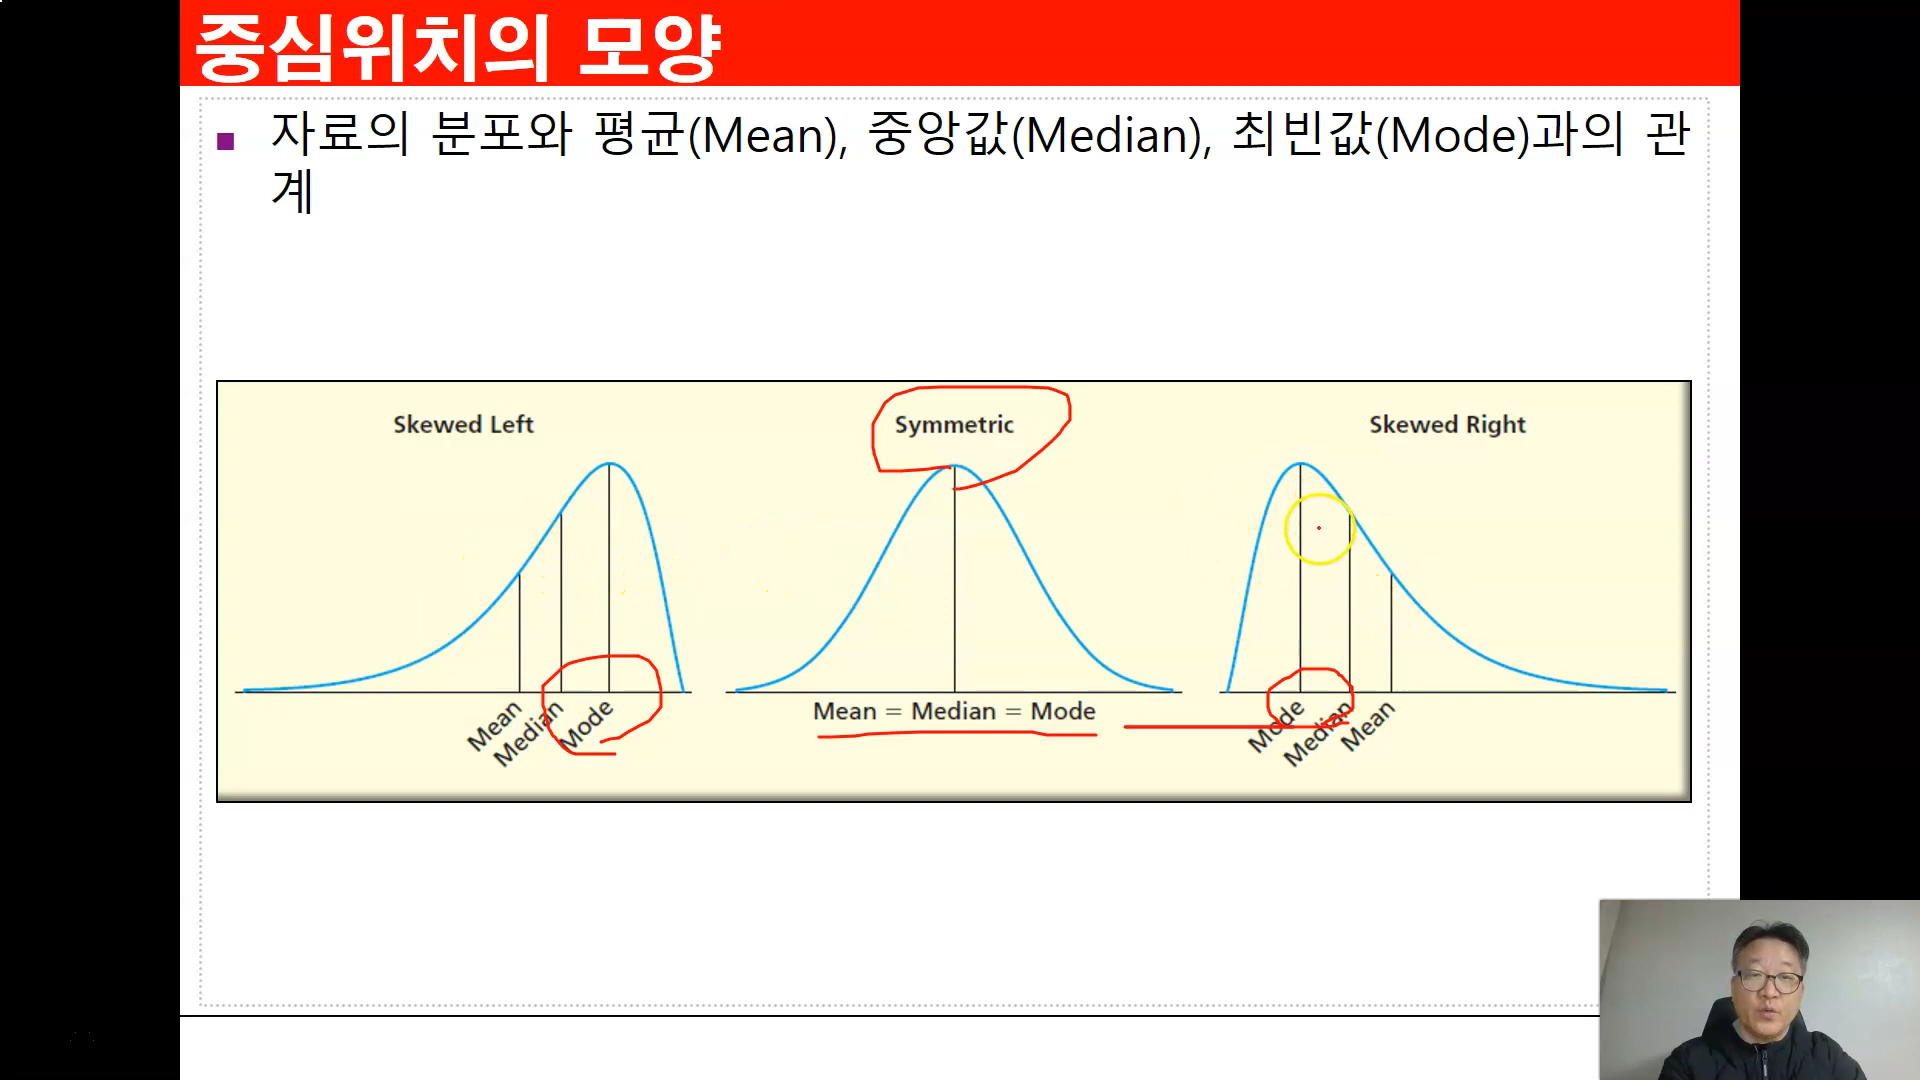 중심위치의 모양
■ 자료의 분포와 평균(Mean), 중앙값(Median), 최빈값(Mode)과의 관
계
Skewed Left
Symmetric
Skewed Right
Mean
Median
Mode
Mean = Median = Mode
Mode
Median
Mean